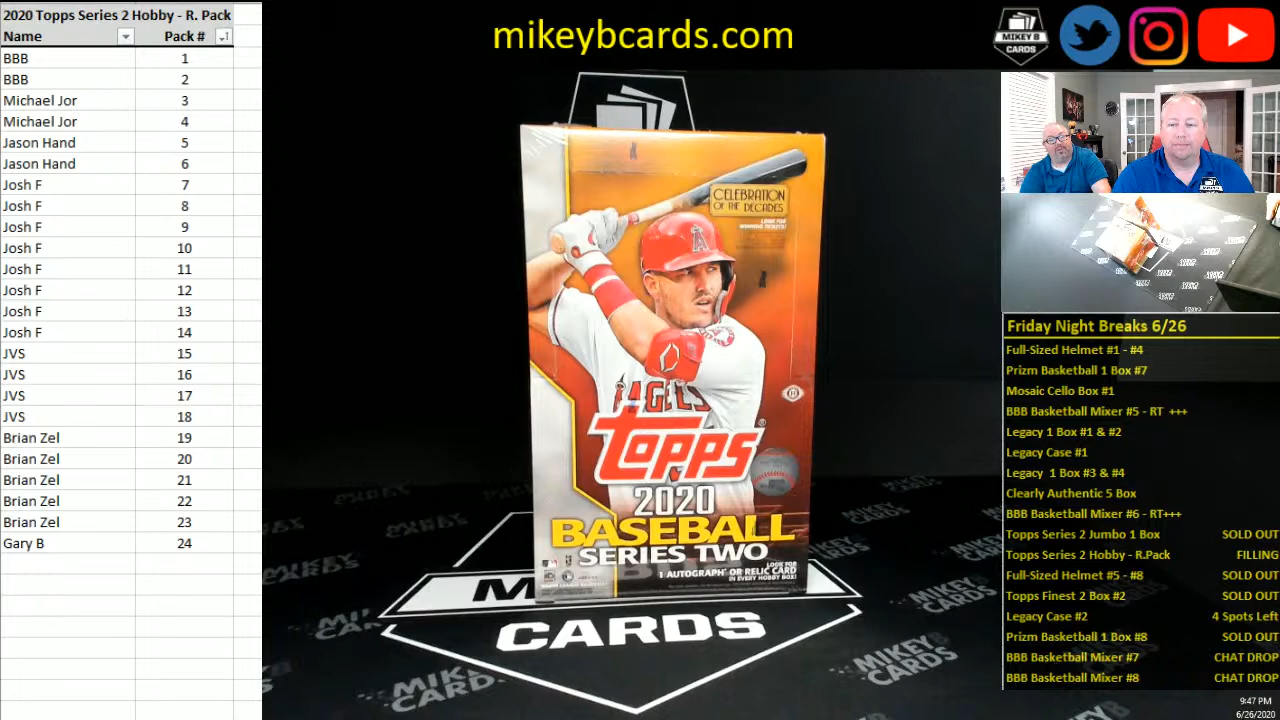 2020 Topps Series 2 Hobby - R. Pack
Name Pack #
BBB 1
BBB 2
Michael Jor 3
Michael Jor 4
Jason Hand 5
Jason Hand 6
Josh F 7
Josh F 8
Josh F 9
Josh F 10
Josh F 11
Josh F 12
Josh F 13
Josh F 14
JVS 15
JVS 16
JVS 17
JVS 18
Brian Zel 19
Brian Zel 20
Brian Zel 21
Brian Zel 22
Brian Zel 23
Gary B 24
mikeybcards.com
MIKEY B
CARDS
CELEBRATION
OF THE DECADES
LOOK FOR
WINNING TICKETS!
ANGELS
topps
2020
BASEBALL
SERIES TWO
LOOK FOR
1 AUTOGRAPH OR RELIC CARD
IN EVERY HOBBY BOX!
CARDS
MIKEY B
CARDS
MIKEY B
CARDS
Friday Night Breaks 6/26
Full-Sized Helmet #1 - #4
Prizm Basketball 1 Box #7
Mosaic Cello Box #1
BBB Basketball Mixer #5 - RT +++
Legacy 1 Box #1 & #2
Legacy Case #1
Legacy 1 Box #3 & #4
Clearly Authentic 5 Box
BBB Basketball Mixer #6 - RT+++
Topps Series 2 Jumbo 1 Box SOLD OUT
Topps Series 2 Hobby - R.Pack FILLING
Full-Sized Helmet #5 - #8 SOLD OUT
Topps Finest 2 Box #2 SOLD OUT
Legacy Case #2 4 Spots Left
Prizm Basketball 1 Box #8 SOLD OUT
BBB Basketball Mixer #7 CHAT DROP
BBB Basketball Mixer #8 CHAT DROP
9:47 PM
6/26/2020